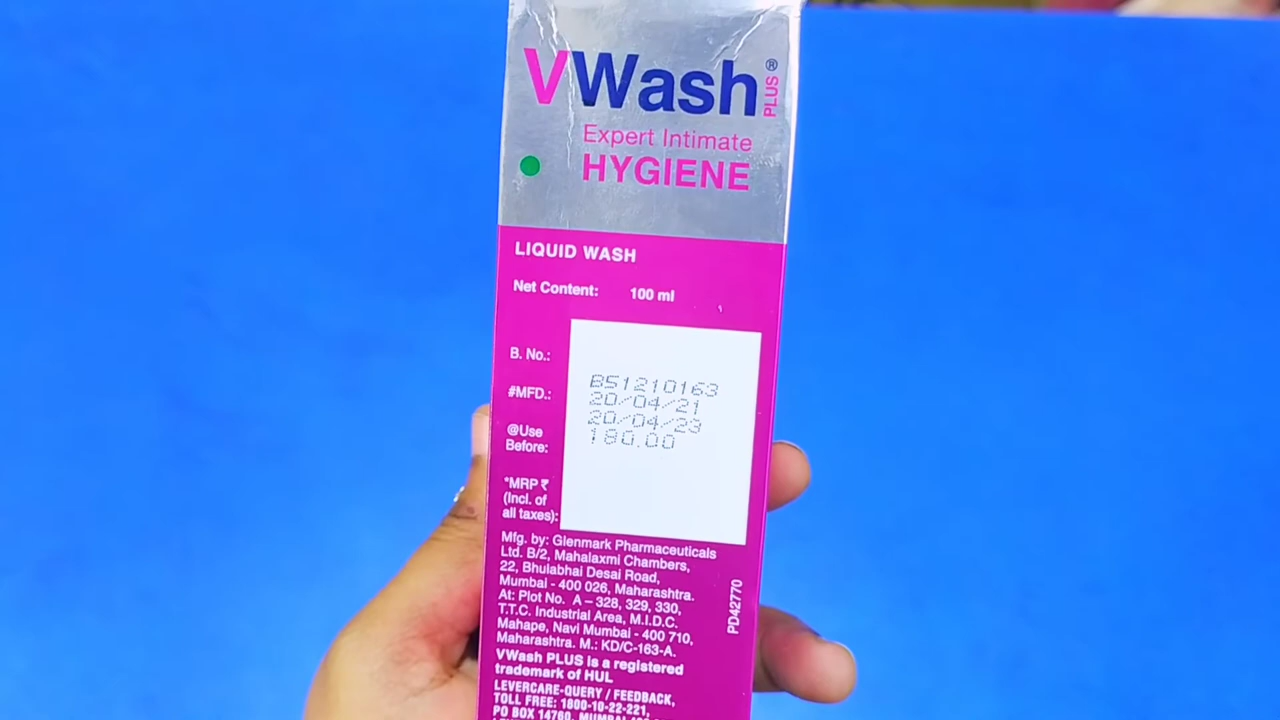 VWash PLUS®
Expert Intimate
HYGIENE
LIQUID WASH
Net Content: 100 ml
B. No.:
#MFD.:
@Use
Before:
*MRP ₹
(Incl. of
all taxes):
B51210163
20/04/21
20/04/23
180.00
Mfg. by: Glenmark Pharmaceuticals
Ltd. B/2, Mahalaxmi Chambers,
22, Bhulabhai Desai Road,
Mumbai - 400 026, Maharashtra.
At: Plot No. A – 328, 329, 330,
T.T.C. Industrial Area, M.I.D.C.
Mahape, Navi Mumbai - 400 710,
Maharashtra. M.: KD/C-163-A.
PD42770
VWash PLUS is a registered
trademark of HUL
LEVERCARE-QUERY / FEEDBACK,
TOLL FREE: 1800-10-22-221,
PO BOX 14760, MUMBAI